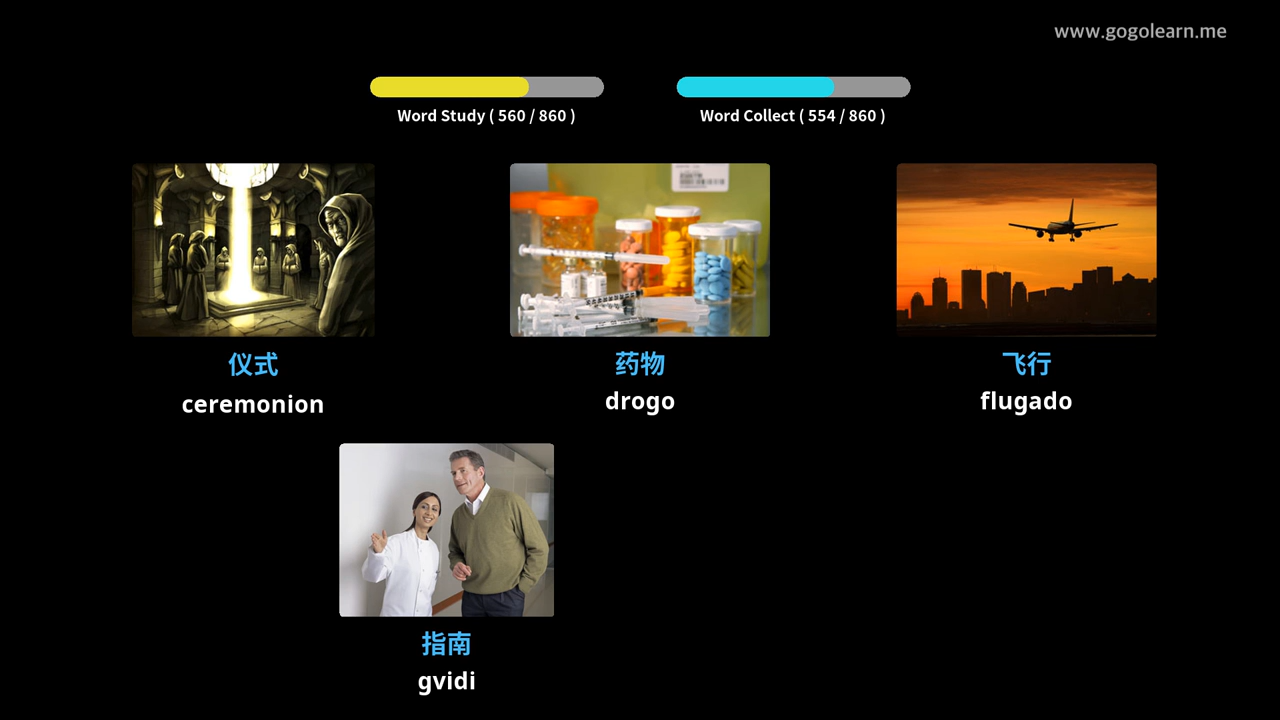 www.gogolearn.me
Word Study ( 560 / 860 )
Word Collect ( 554 / 860 )
仪式
ceremonion
药物
drogo
飞行
flugado
指南
gvidi